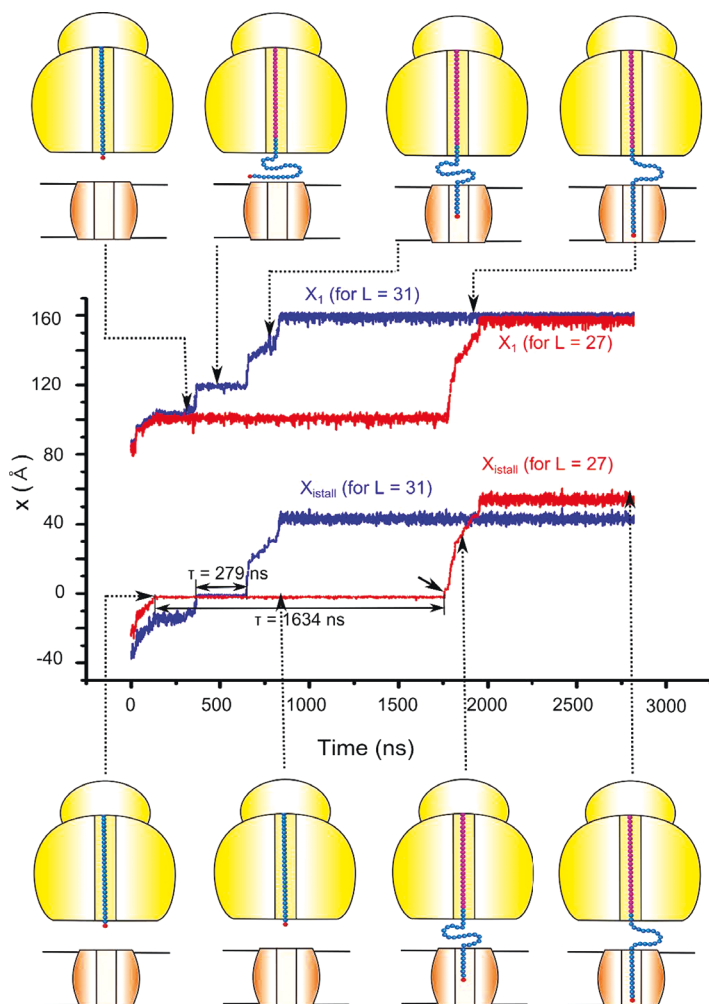 X1 (for L = 31)
X1 (for L = 27)
Xistall (for L = 31)
Xistall (for L = 27)
τ = 279 ns
τ = 1634 ns
x ( Å )
160
120
80
40
0
-40
0
500
1000
1500
2000
2500
3000
Time (ns)